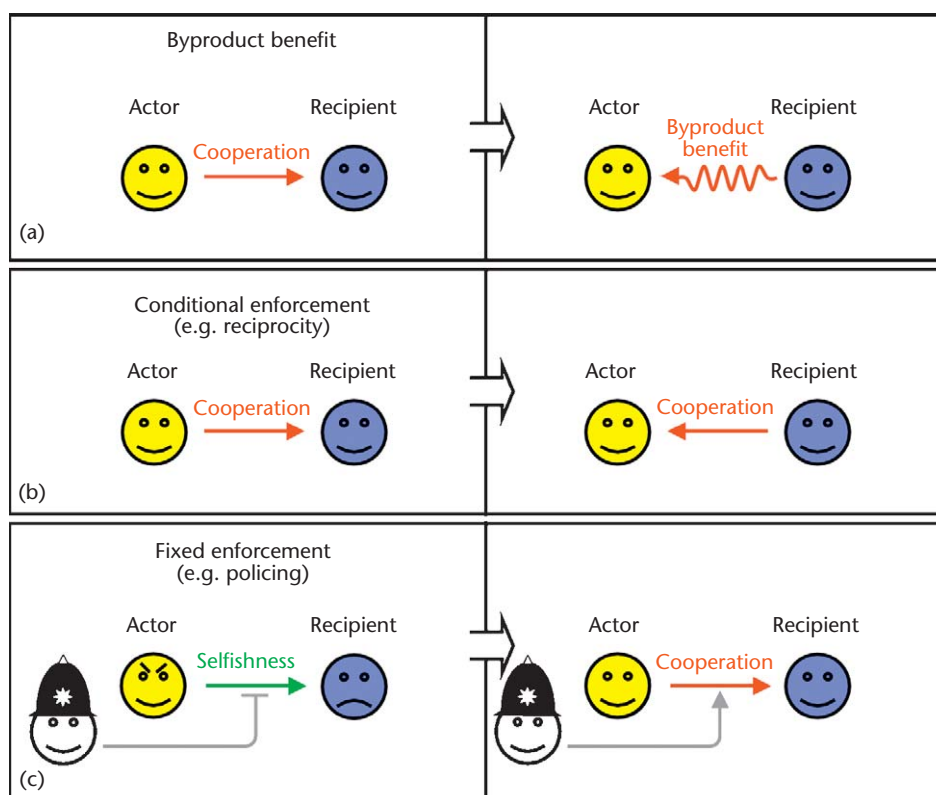 Byproduct benefit
Actor
Recipient
Cooperation
(a)
Actor
Recipient
Byproduct
benefit
Conditional enforcement
(e.g. reciprocity)
Actor
Recipient
Cooperation
(b)
Actor
Recipient
Cooperation
Fixed enforcement
(e.g. policing)
Actor
Recipient
Selfishness
(c)
Actor
Recipient
Cooperation